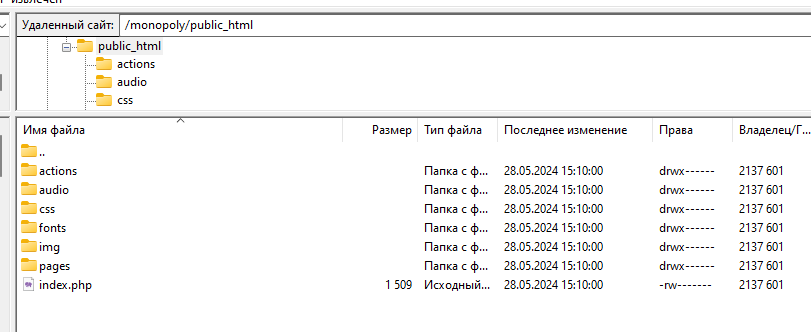 Удаленный сайт: /monopoly/public_html
public_html
actions
audio
css
Имя файла Размер Тип файла Последнее изменение Права Владелец/Г...
..
actions Папка с ф... 28.05.2024 15:10:00 drwx------ 2137 601
audio Папка с ф... 28.05.2024 15:10:00 drwx------ 2137 601
css Папка с ф... 28.05.2024 15:10:00 drwx------ 2137 601
fonts Папка с ф... 28.05.2024 15:10:00 drwx------ 2137 601
img Папка с ф... 28.05.2024 15:10:00 drwx------ 2137 601
pages Папка с ф... 28.05.2024 15:10:00 drwx------ 2137 601
index.php 1 509 Исходный... 28.05.2024 15:10:00 -rw------- 2137 601